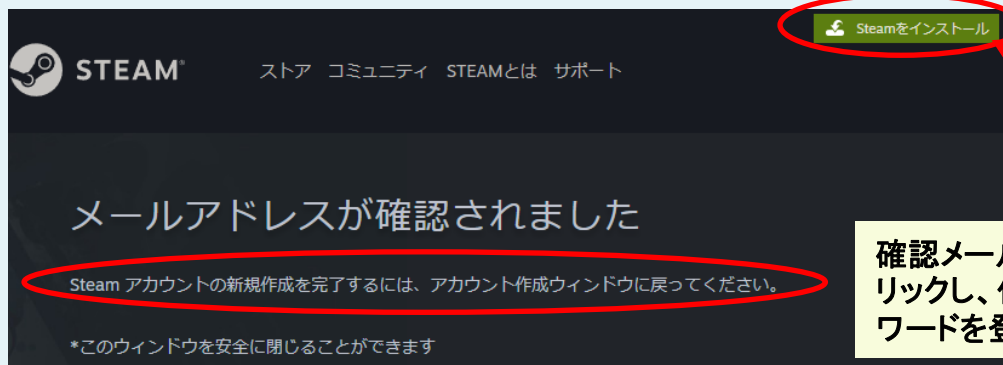 Steamをインストール
STEAM® ストア コミュニティ STEAMとは サポート
メールアドレスが確認されました
Steam アカウントの新規作成を完了するには、アカウント作成ウィンドウに戻ってください。
*このウィンドウを安全に閉じることができます
確認メール
リックし、
ワードを